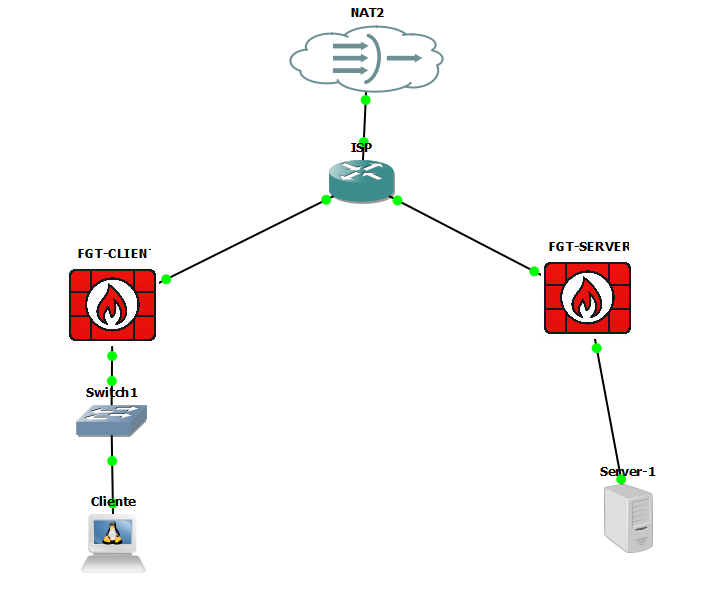 NAT2
ISP
FGT-SERVER
FGT-CLIEN
Switch1
Server-1
Cliente